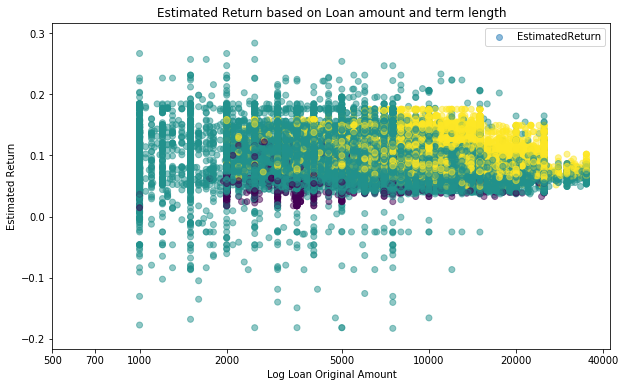 Estimated Return based on Loan amount and term length
EstimatedReturn
Estimated Return
0.3
0.2
0.1
0.0
−0.1
−0.2
500 700 1000 2000 5000 10000 20000 40000
Log Loan Original Amount